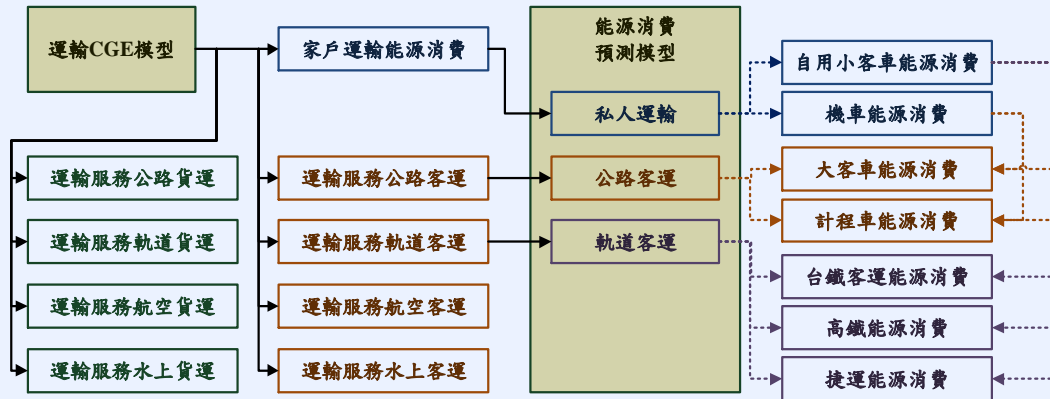 運輸CGE模型
家戶運輸能源消費
能源消費
預測模型
自用小客車能源消費
私人運輸
機車能源消費
運輸服務公路貨運
運輸服務公路客運
公路客運
大客車能源消費
計程車能源消費
運輸服務軌道貨運
運輸服務軌道客運
軌道客運
台鐵客運能源消費
運輸服務航空貨運
運輸服務航空客運
高鐵能源消費
運輸服務水上貨運
運輸服務水上客運
捷運能源消費